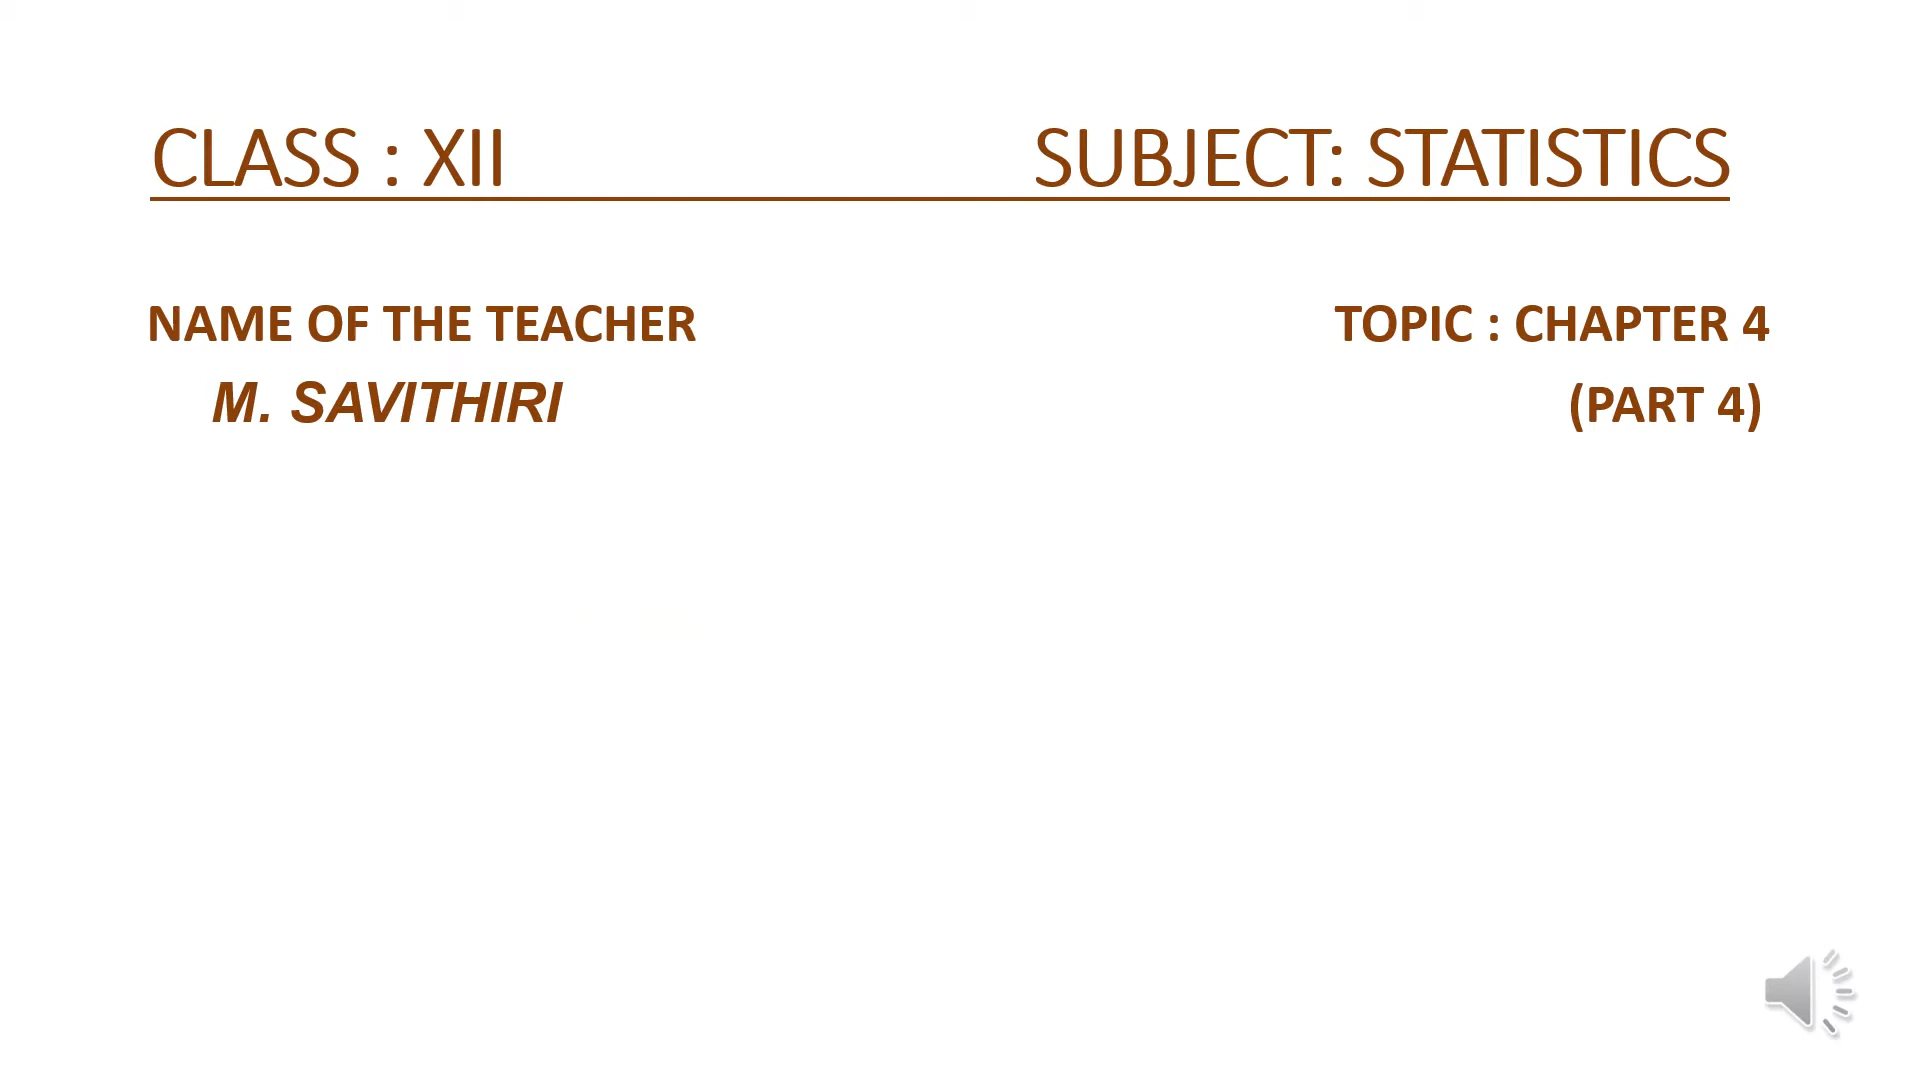 CLASS : XII SUBJECT: STATISTICS
NAME OF THE TEACHER TOPIC : CHAPTER 4
M. SAVITHIRI (PART 4)